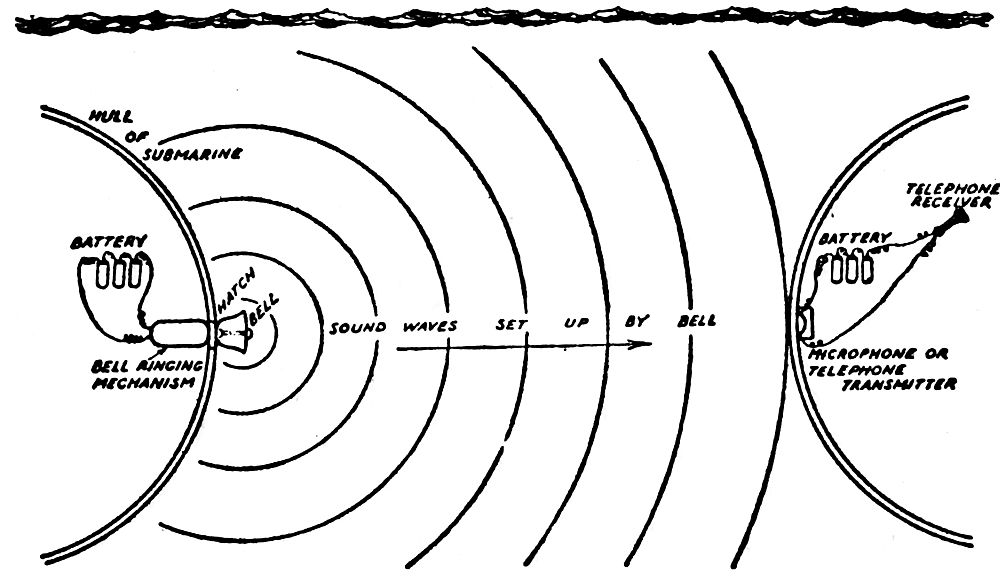 HULL
OF
SUBMARINE
BATTERY
HATCH
BELL
BELL RINGING
MECHANISM
SOUND WAVES SET UP BY BELL
TELEPHONE
RECEIVER
BATTERY
MICROPHONE OR
TELEPHONE
TRANSMITTER